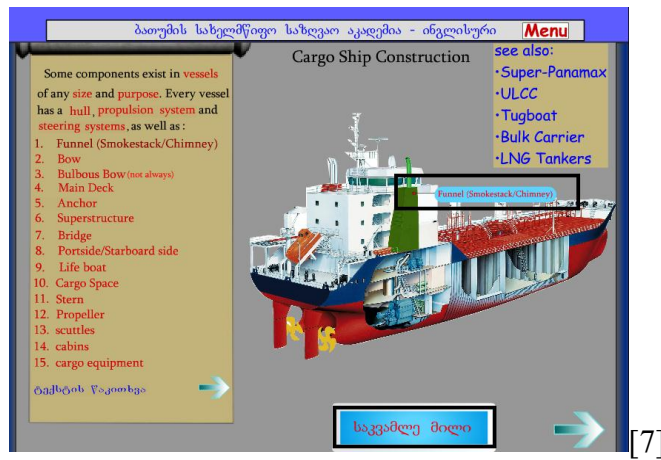 ბათუმის სახელმწიფო საზღვაო აკადემია - ინგლისური
Menu
Cargo Ship Construction
see also:
·Super-Panamax
·ULCC
·Tugboat
·Bulk Carrier
·LNG Tankers
Some components exist in vessels
of any size and purpose. Every vessel
has a hull, propulsion system and
steering systems, as well as :
1. Funnel (Smokestack/Chimney)
2. Bow
3. Bulbous Bow (not always)
4. Main Deck
5. Anchor
6. Superstructure
7. Bridge
8. Portside/Starboard side
9. Life boat
10. Cargo Space
11. Stern
12. Propeller
13. scuttles
14. cabins
15. cargo equipment
ტექსტის წაკითხვა
Funnel (Smokestack/Chimney)
საკვამლე მილი
[7]